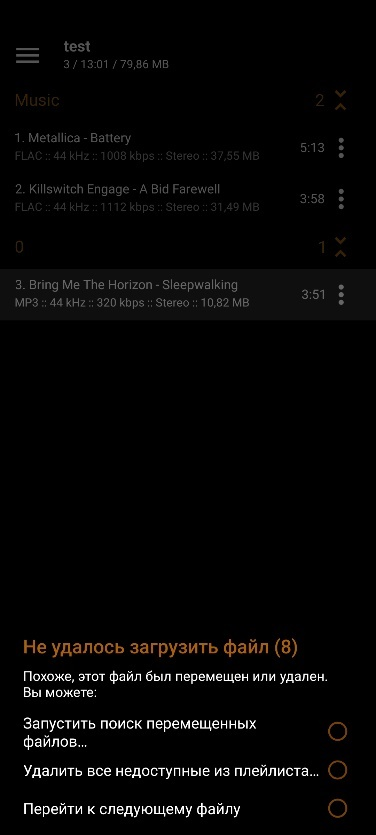 test
3 / 13:01 / 79,86 MB
Music 2
1. Metallica - Battery 5:13
FLAC :: 44 kHz :: 1008 kbps :: Stereo :: 37,55 MB
2. Killswitch Engage - A Bid Farewell 3:58
FLAC :: 44 kHz :: 1112 kbps :: Stereo :: 31,49 MB
0 1
3. Bring Me The Horizon - Sleepwalking 3:51
MP3 :: 44 kHz :: 320 kbps :: Stereo :: 10,82 MB
Не удалось загрузить файл (8)
Похоже, этот файл был перемещен или удален.
Вы можете:
Запустить поиск перемещенных
файлов…
Удалить все недоступные из плейлиста…
Перейти к следующему файлу